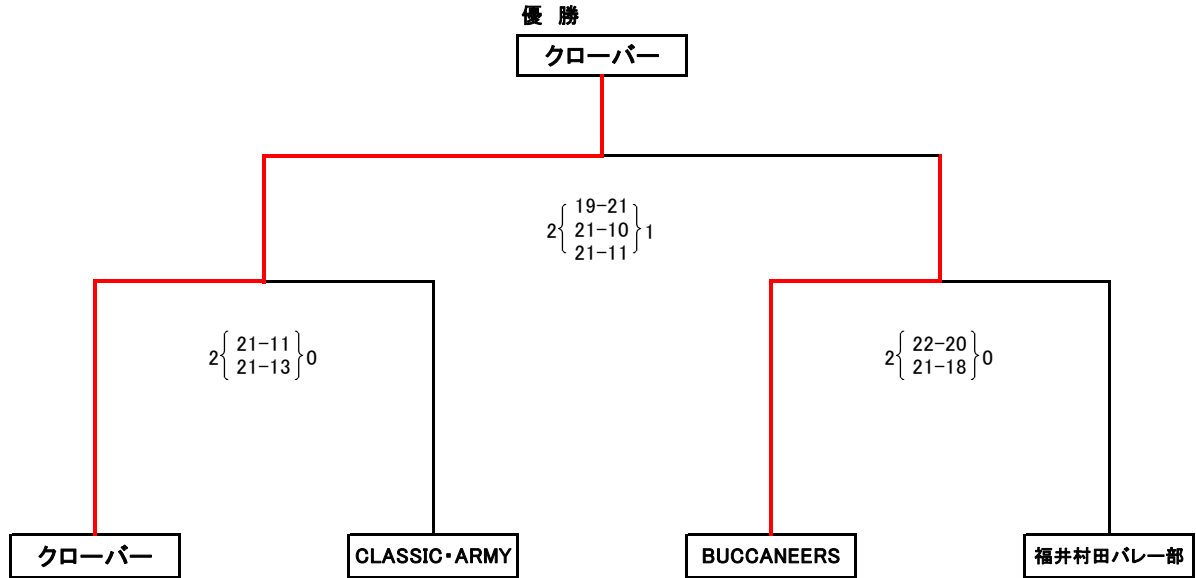 優 勝
クローバー
19-21
2{ 21-10 }1
21-11
2{ 21-11 }0
21-13
2{ 22-20 }0
21-18
クローバー
CLASSIC・ARMY
BUCCANEERS
福井村田バレー部